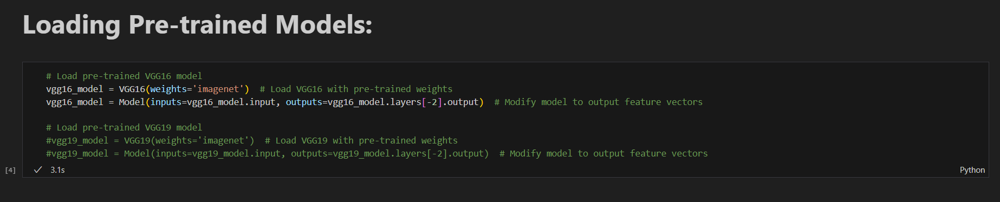 Loading Pre-trained Models:
# Load pre-trained VGG16 model
vgg16_model = VGG16(weights='imagenet')  # Load VGG16 with pre-trained weights
vgg16_model = Model(inputs=vgg16_model.input, outputs=vgg16_model.layers[-2].output)  # Modify model to output feature vectors
# Load pre-trained VGG19 model
#vgg19_model = VGG19(weights='imagenet')  # Load VGG19 with pre-trained weights
#vgg19_model = Model(inputs=vgg19_model.input, outputs=vgg19_model.layers[-2].output)  # Modify model to output feature vectors
[4] ✓ 3.1s Python